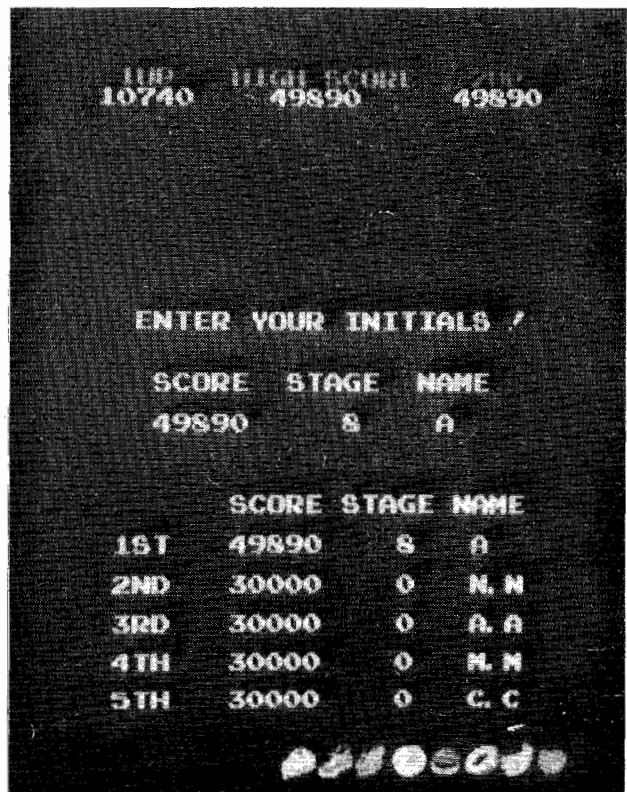 1UP HIGH SCORE 2UP
10740 49890 49890
ENTER YOUR INITIALS !
SCORE STAGE NAME
49890 8 A
SCORE STAGE NAME
1ST 49890 8 A
2ND 30000 0 N. N
3RD 30000 0 A. A
4TH 30000 0 M. M
5TH 30000 0 C. C